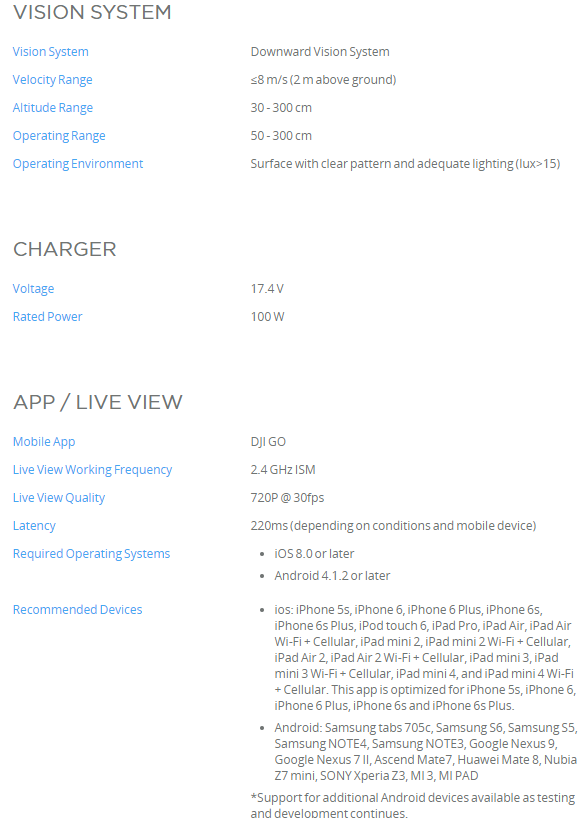 VISION SYSTEM
Vision System Downward Vision System
Velocity Range ≤8 m/s (2 m above ground)
Altitude Range 30 - 300 cm
Operating Range 50 - 300 cm
Operating Environment Surface with clear pattern and adequate lighting (lux>15)
CHARGER
Voltage 17.4 V
Rated Power 100 W
APP / LIVE VIEW
Mobile App DJI GO
Live View Working Frequency 2.4 GHz ISM
Live View Quality 720P @ 30fps
Latency 220ms (depending on conditions and mobile device)
Required Operating Systems • iOS 8.0 or later
• Android 4.1.2 or later
Recommended Devices • ios: iPhone 5s, iPhone 6, iPhone 6 Plus, iPhone 6s,
iPhone 6s Plus, iPod touch 6, iPad Pro, iPad Air, iPad Air
Wi-Fi + Cellular, iPad mini 2, iPad mini 2 Wi-Fi + Cellular,
iPad Air 2, iPad Air 2 Wi-Fi + Cellular, iPad mini 3, iPad
mini 3 Wi-Fi + Cellular, iPad mini 4, and iPad mini 4 Wi-Fi
+ Cellular. This app is optimized for iPhone 5s, iPhone 6,
iPhone 6 Plus, iPhone 6s and iPhone 6s Plus.
• Android: Samsung tabs 705c, Samsung S6, Samsung S5,
Samsung NOTE4, Samsung NOTE3, Google Nexus 9,
Google Nexus 7 II, Ascend Mate7, Huawei Mate 8, Nubia
Z7 mini, SONY Xperia Z3, MI 3, MI PAD
*Support for additional Android devices available as testing
and development continues.